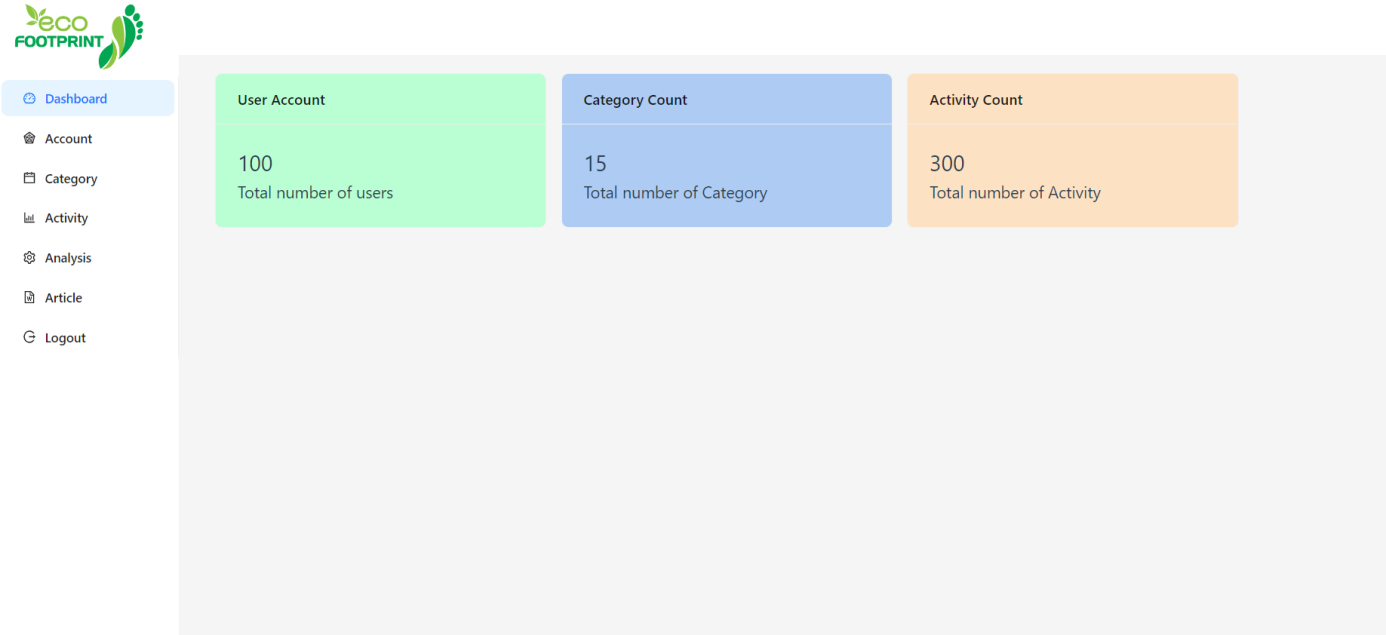 eco
FOOTPRINT
Dashboard
Account
Category
Activity
Analysis
Article
Logout
User Account
100
Total number of users
Category Count
15
Total number of Category
Activity Count
300
Total number of Activity